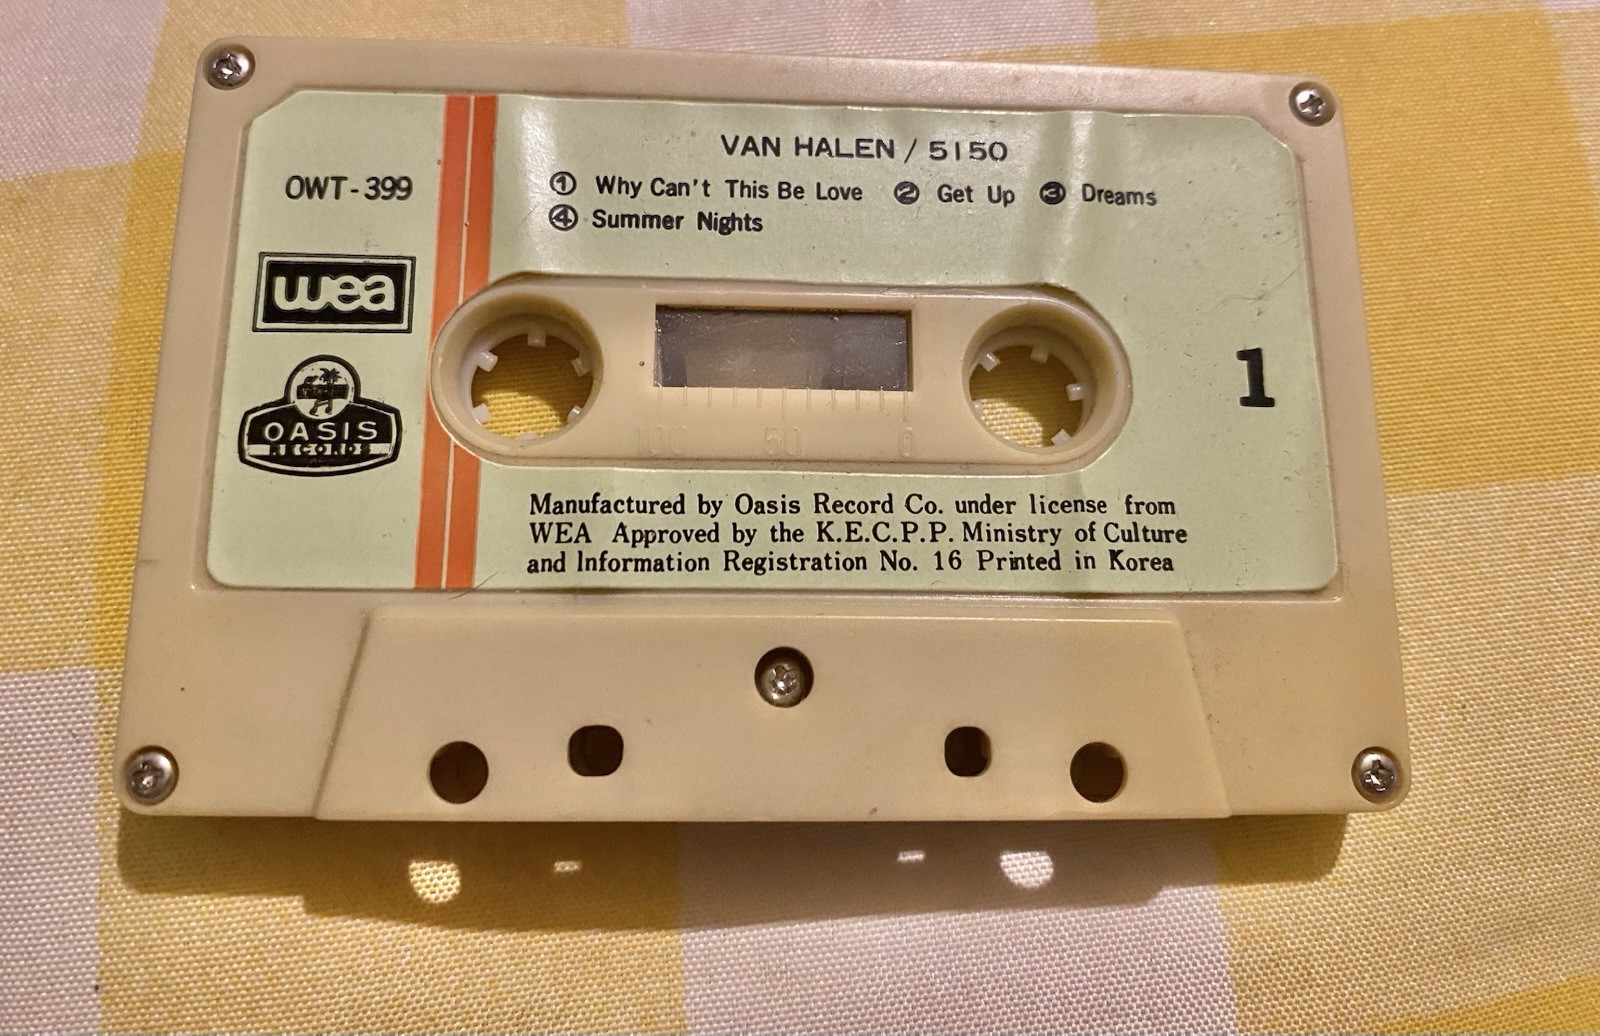 VAN HALEN / 5150
OWT-399
① Why Can't This Be Love ② Get Up ③ Dreams
④ Summer Nights
wea
OASIS
RECORDS
1
100 50 0
Manufactured by Oasis Record Co. under license from
WEA Approved by the K.E.C.P.P. Ministry of Culture
and Information Registration No. 16 Printed in Korea